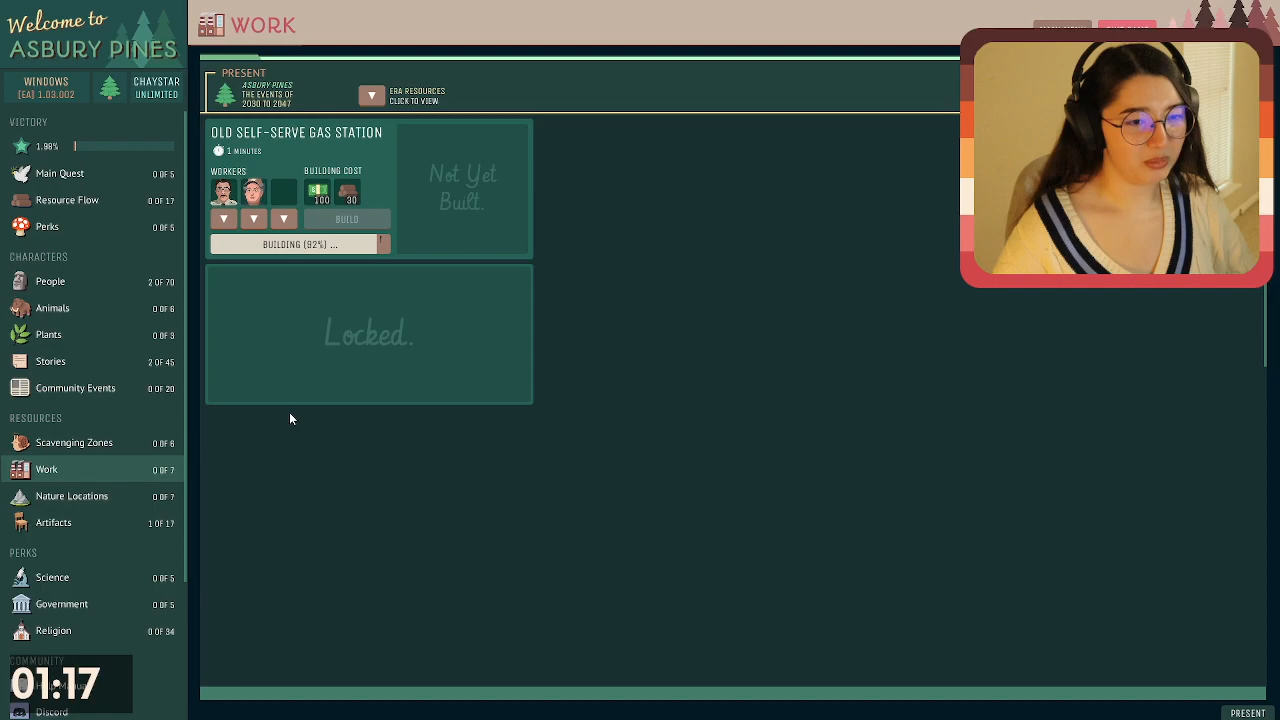 Welcome to
ASBURY PINES
WINDOWS
[EA] 1.03.002
CHAYSTAR
UNLIMITED
VICTORY
1.98%
Main Quest 0 OF 5
Resource Flow 0 OF 17
Perks 0 OF 5
CHARACTERS
People 2 OF 70
Animals 0 OF 6
Plants 0 OF 3
Stories 2 OF 45
Community Events 0 OF 20
RESOURCES
Scavenging Zones 0 OF 6
Work 0 OF 7
Nature Locations 0 OF 7
Artifacts 1 OF 17
PERKS
Science 0 OF 5
Government 0 OF 5
Religion 0 OF 34
COMMUNITY
01:17
Discord
WORK
PRESENT
ASBURY PINES
THE EVENTS OF
2030 TO 2047
ERA RESOURCES
CLICK TO VIEW
OLD SELF-SERVE GAS STATION
1 MINUTES
WORKERS
BUILDING COST
100
30
BUILD
BUILDING (92%) ...
Not Yet
Built.
Locked.
PRESENT